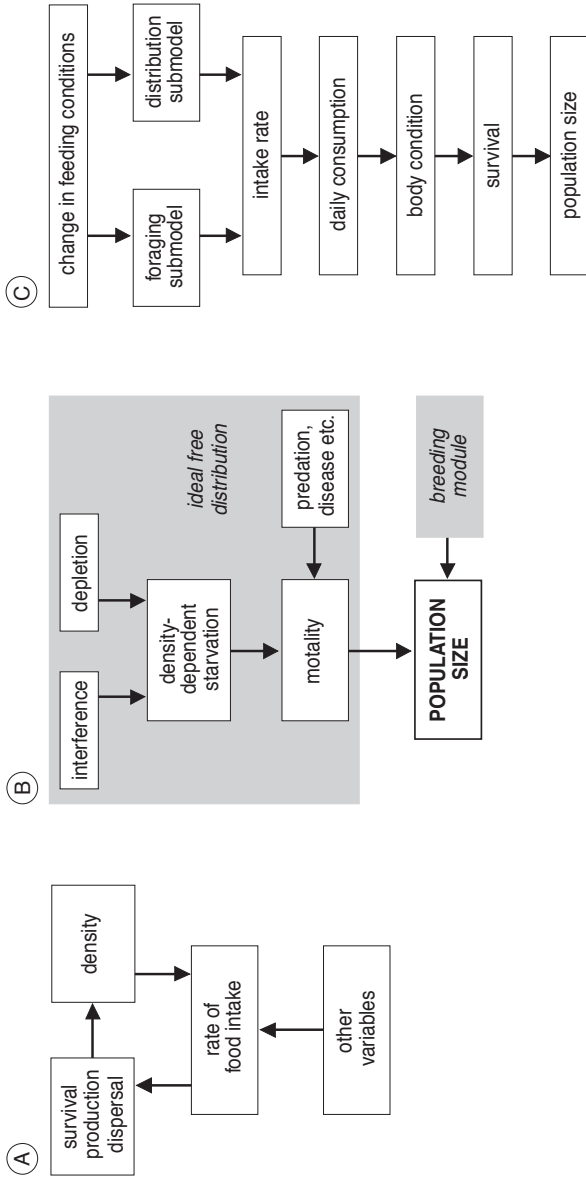 A
survival
production
dispersal
density
rate of
food intake
other
variables
B
interference
depletion
density-
dependent
starvation
ideal free
distribution
motality
predation,
disease etc.
POPULATION
SIZE
breeding
module
C
change in feeding conditions
foraging
submodel
distribution
submodel
intake rate
daily consumption
body condition
survival
population size